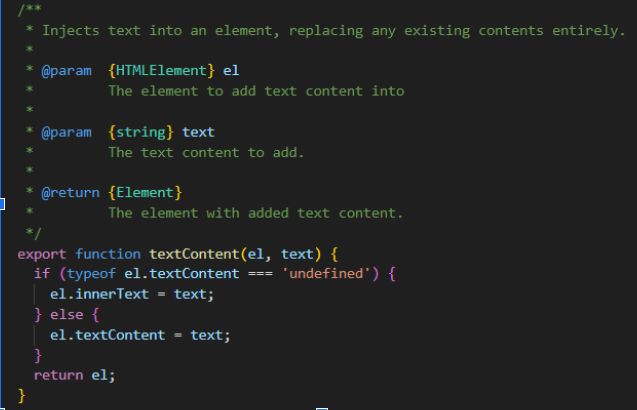 /**
 * Injects text into an element, replacing any existing contents entirely.
 *
 * @param  {HTMLElement} el
 *         The element to add text content into
 *
 * @param  {string} text
 *         The text content to add.
 *
 * @return {Element}
 *         The element with added text content.
 */
export function textContent(el, text) {
  if (typeof el.textContent === 'undefined') {
    el.innerText = text;
  } else {
    el.textContent = text;
  }
  return el;
}